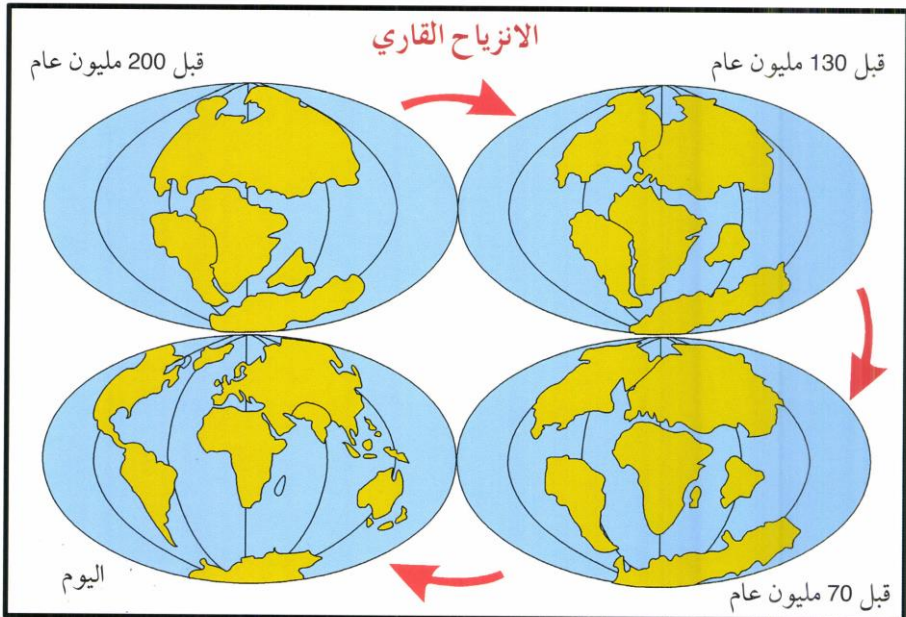 الانزياح القاري
قبل 200 مليون عام
قبل 130 مليون عام
قبل 70 مليون عام
اليوم